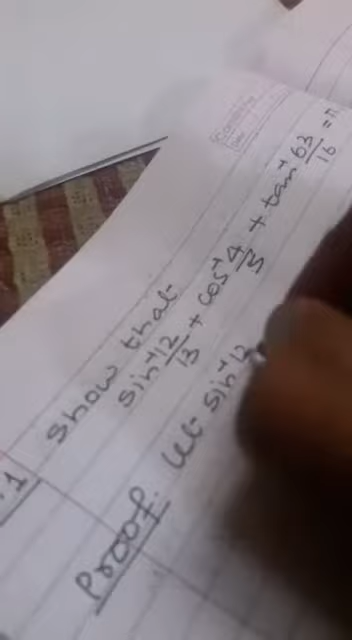 .1
Show that
sin⁻¹ 12/13 + cos⁻¹ 4/5 + tan⁻¹ 63/16 = π
Proof. Let sin⁻¹ 12